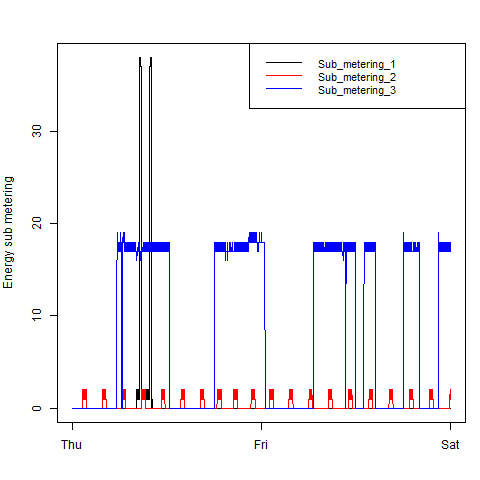 Sub_metering_1
Sub_metering_2
Sub_metering_3
Energy sub metering
30
20
10
0
Thu Fri Sat